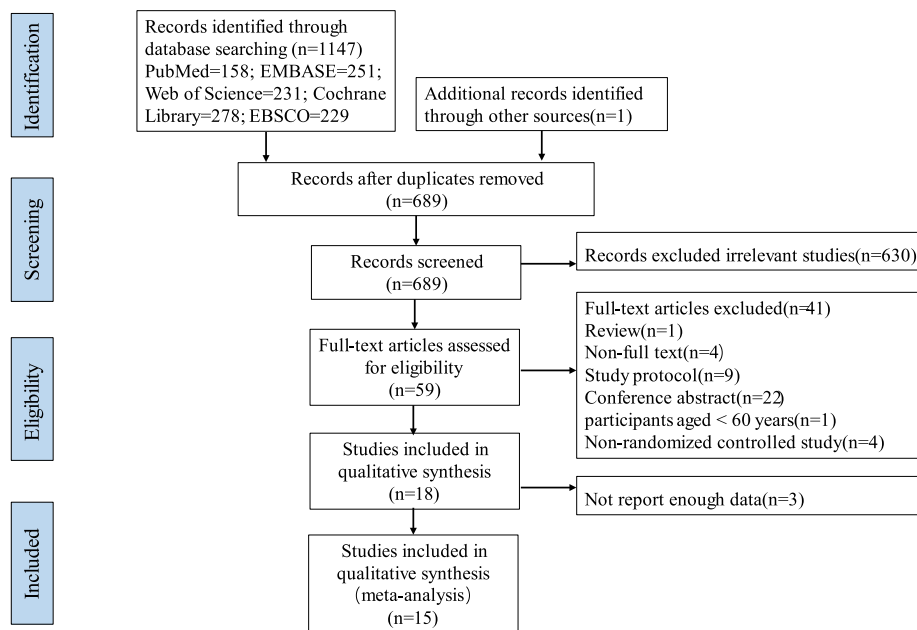 Identification
Records identified through
database searching (n=1147)
PubMed=158; EMBASE=251;
Web of Science=231; Cochrane
Library=278; EBSCO=229
Additional records identified
through other sources(n=1)
Records after duplicates removed
(n=689)
Screening
Records screened
(n=689)
Records excluded irrelevant studies(n=630)
Eligibility
Full-text articles assessed
for eligibility
(n=59)
Full-text articles excluded(n=41)
Review(n=1)
Non-full text(n=4)
Study protocol(n=9)
Conference abstract(n=22)
participants aged < 60 years(n=1)
Non-randomized controlled study(n=4)
Studies included in
qualitative synthesis
(n=18)
Not report enough data(n=3)
Included
Studies included in
qualitative synthesis
(meta-analysis)
(n=15)